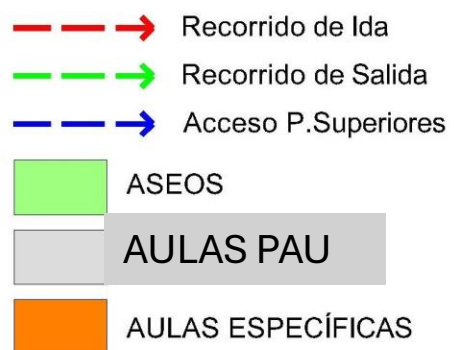 Recorrido de Ida
Recorrido de Salida
Acceso P.Superiores
ASEOS
AULAS PAU
AULAS ESPECÍFICAS